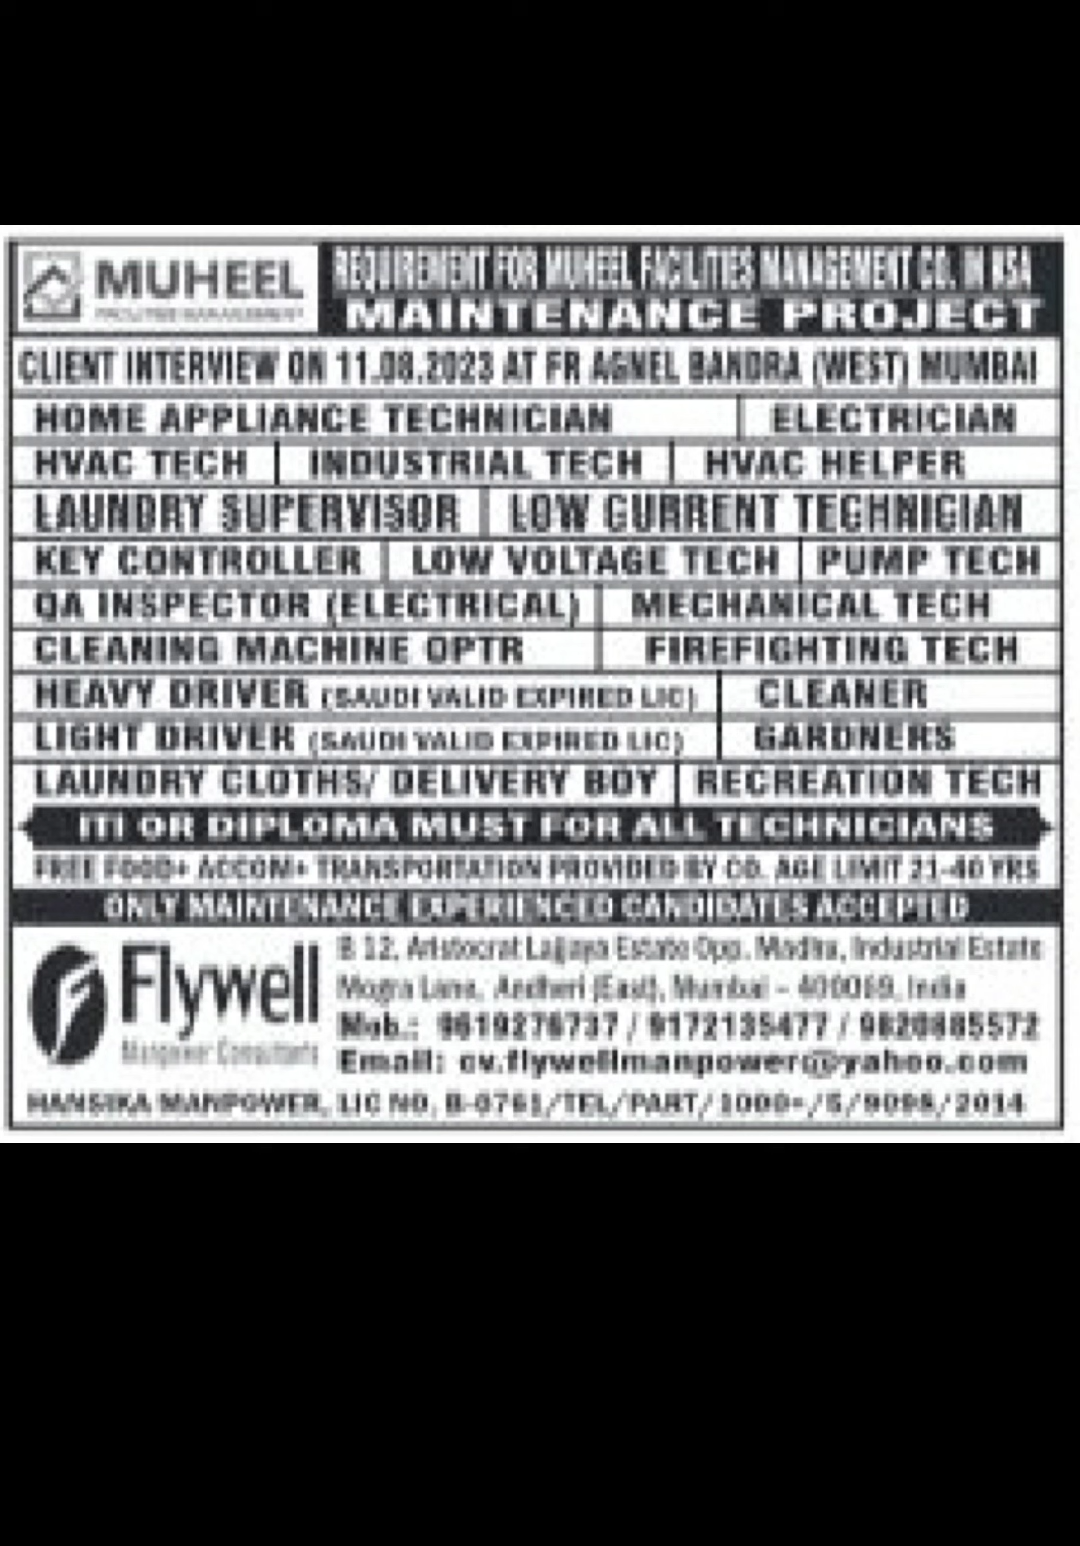 MUHEEL
FACILITIES MANAGEMENT
REQUIREMENT FOR MUHEEL FACILITIES MANAGEMENT CO. IN KSA
MAINTENANCE PROJECT
CLIENT INTERVIEW ON 11.08.2023 AT FR AGNEL BANDRA (WEST) MUMBAI
HOME APPLIANCE TECHNICIAN ELECTRICIAN
HVAC TECH INDUSTRIAL TECH HVAC HELPER
LAUNDRY SUPERVISOR LOW CURRENT TECHNICIAN
KEY CONTROLLER LOW VOLTAGE TECH PUMP TECH
QA INSPECTOR (ELECTRICAL) MECHANICAL TECH
CLEANING MACHINE OPTR FIREFIGHTING TECH
HEAVY DRIVER (SAUDI VALID EXPIRED LIC) CLEANER
LIGHT DRIVER (SAUDI VALID EXPIRED LIC) GARDNERS
LAUNDRY CLOTHS/ DELIVERY BOY RECREATION TECH
ITI OR DIPLOMA MUST FOR ALL TECHNICIANS
FREE FOOD+ ACCOM+ TRANSPORTATION PROVIDED BY CO. AGE LIMIT 21-40 YRS
ONLY MAINTENANCE EXPERIENCED CANDIDATES ACCEPTED
Flywell
Manpower Consultants
B 12, Aristocrat Estate Opp. Industrial Estate
Mogra Lane, Andheri (East), Mumbai – 400069, India
Mob.: 9619276737 / 9172135477 / 9820885572
Email: cv.flywellmanpower@yahoo.com
HANSIKA MANPOWER, LIC NO, B-0761/TEL/PART/1000+/5/9098/2014